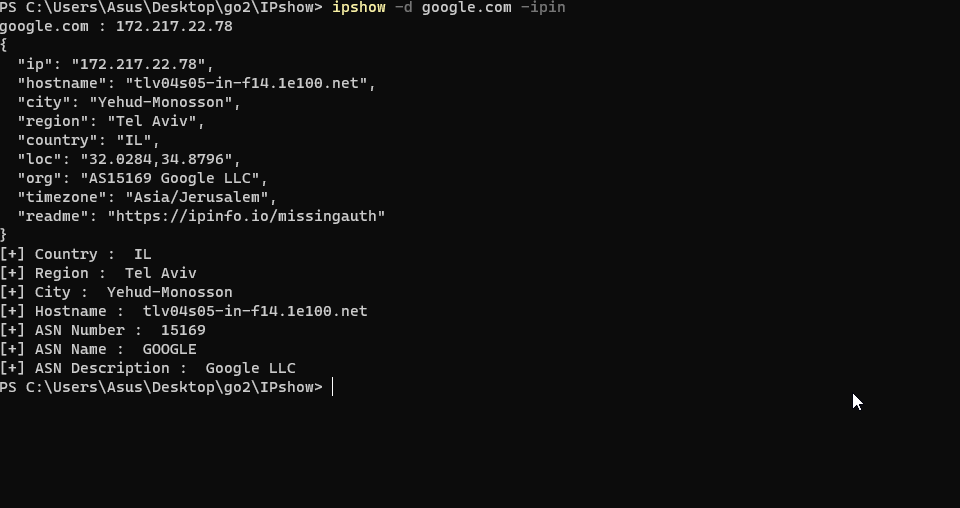 PS C:\Users\Asus\Desktop\go2\IPshow> ipshow -d google.com -ipin
google.com : 172.217.22.78
{
  "ip": "172.217.22.78",
  "hostname": "tlv04s05-in-f14.1e100.net",
  "city": "Yehud-Monosson",
  "region": "Tel Aviv",
  "country": "IL",
  "loc": "32.0284,34.8796",
  "org": "AS15169 Google LLC",
  "timezone": "Asia/Jerusalem",
  "readme": "https://ipinfo.io/missingauth"
}
[+] Country :  IL
[+] Region :  Tel Aviv
[+] City :  Yehud-Monosson
[+] Hostname :  tlv04s05-in-f14.1e100.net
[+] ASN Number :  15169
[+] ASN Name :  GOOGLE
[+] ASN Description :  Google LLC
PS C:\Users\Asus\Desktop\go2\IPshow>